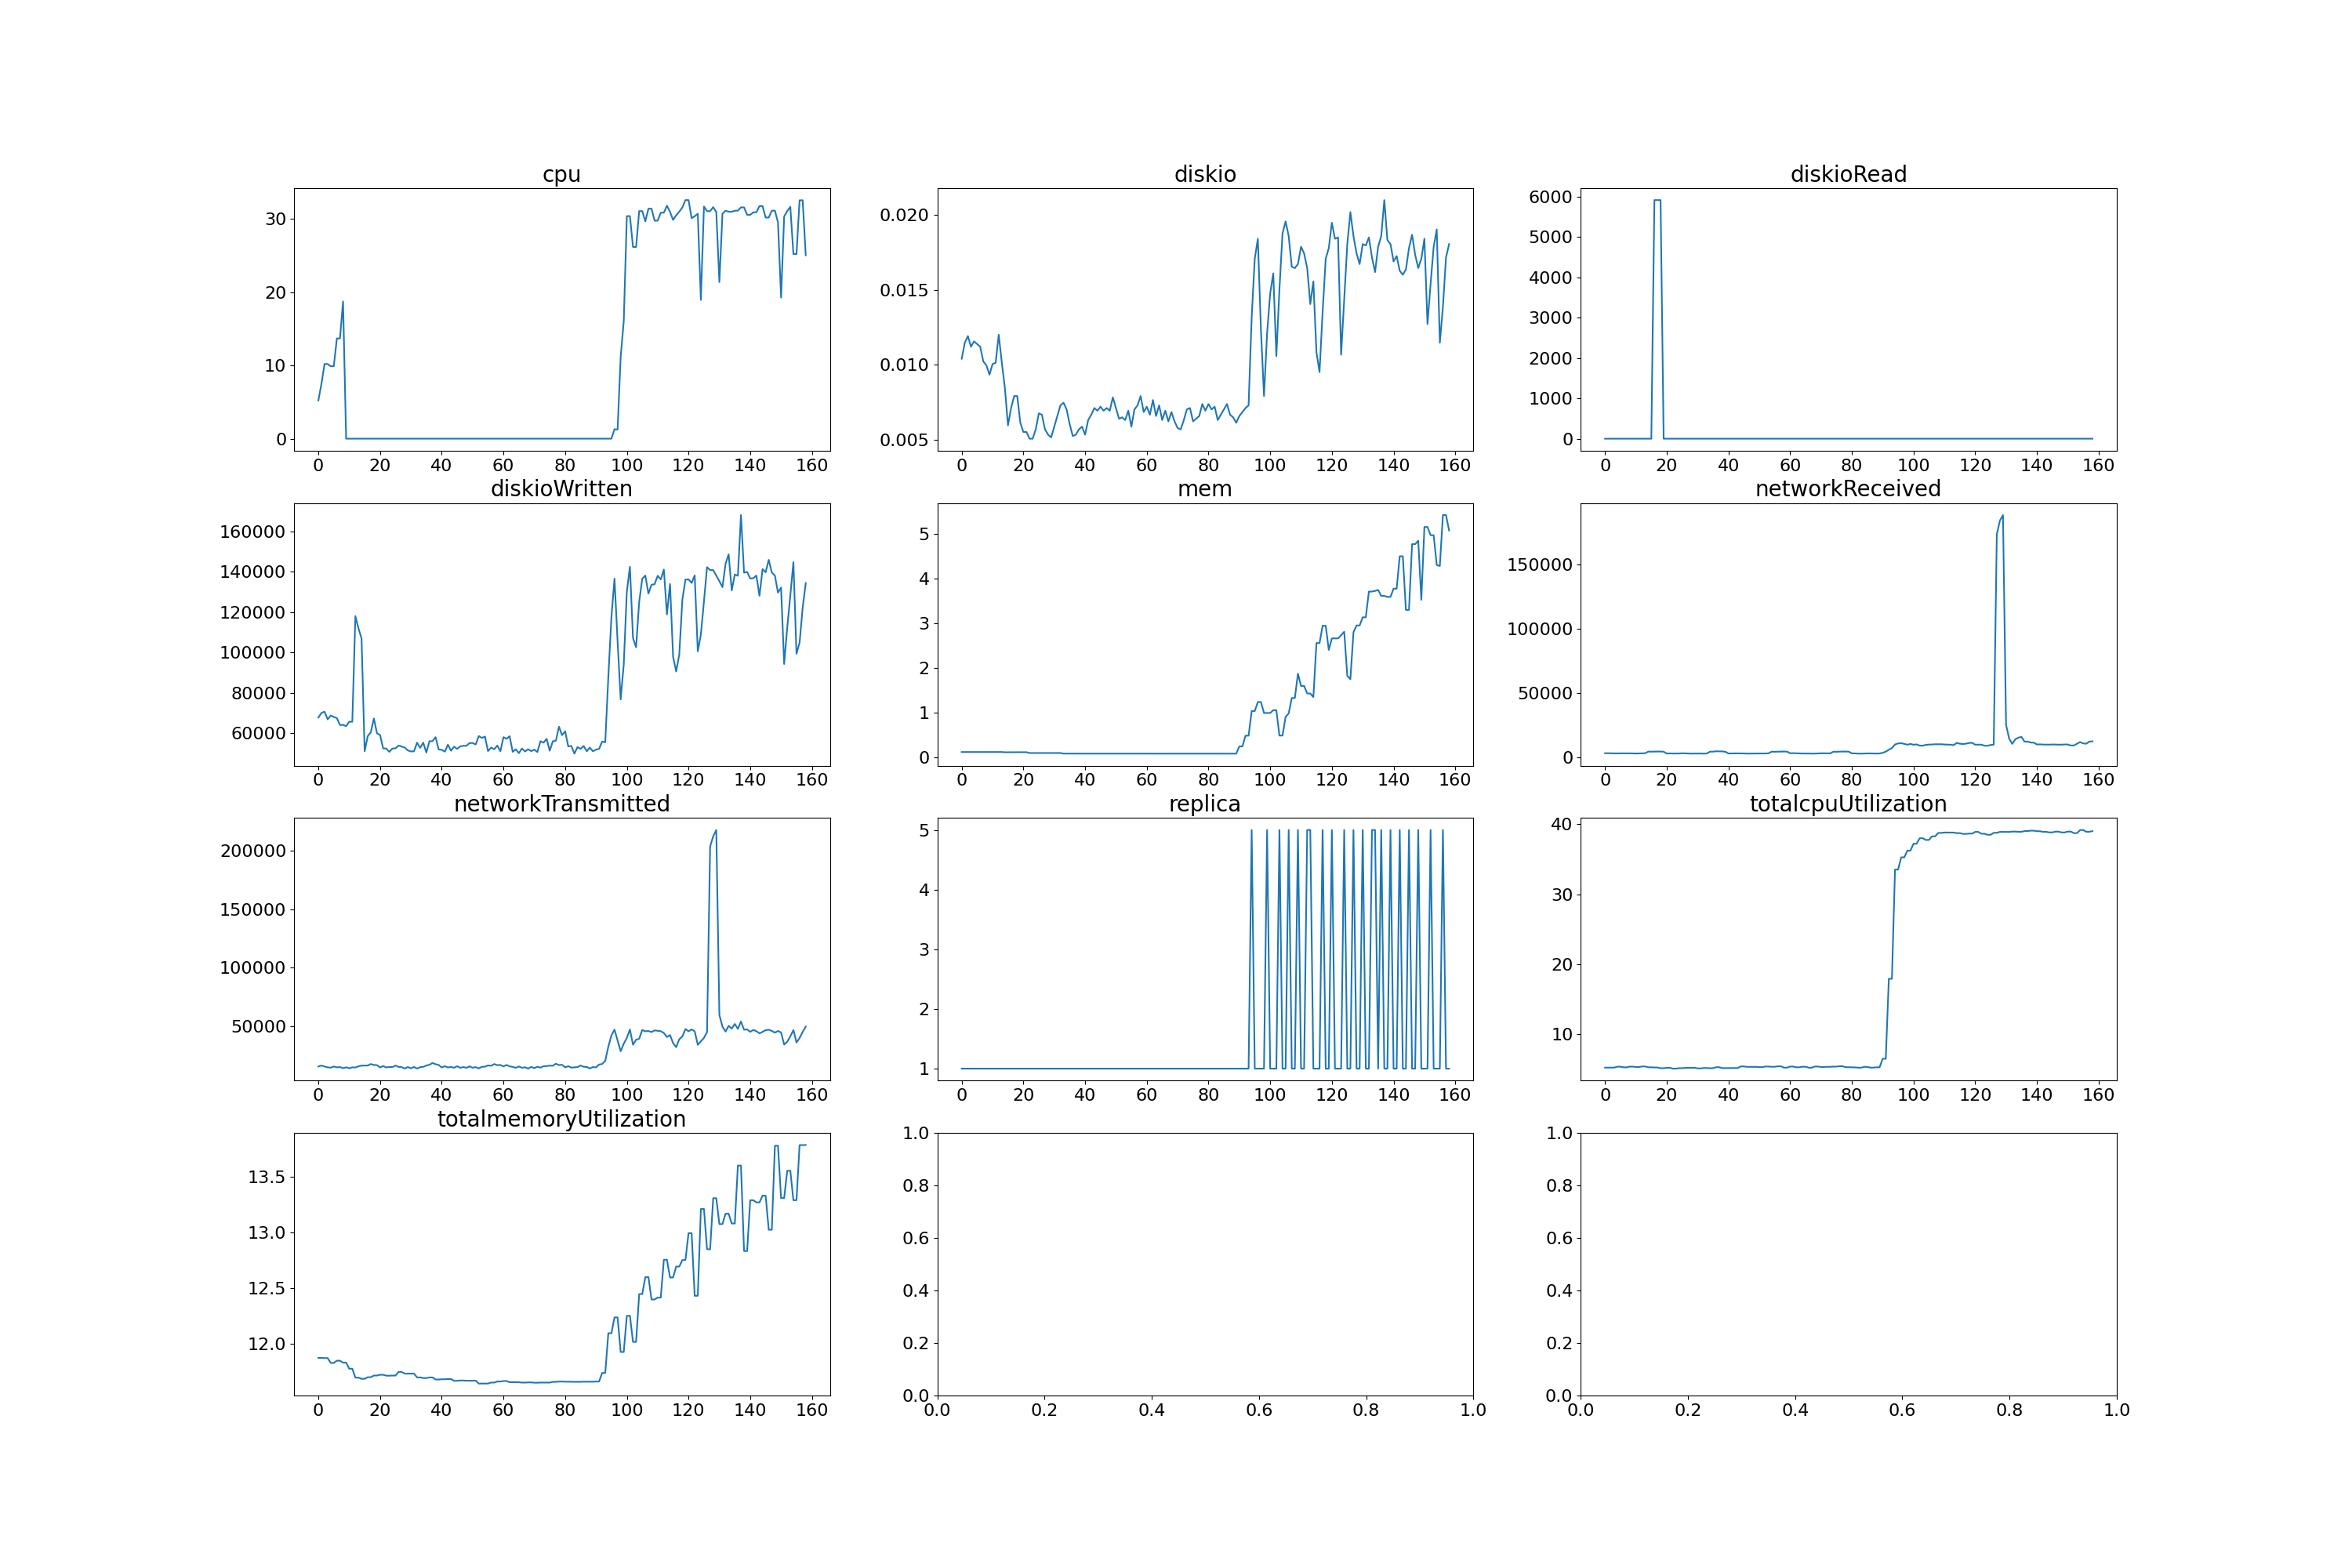 cpu
30
20
10
0
0 20 40 60 80 100 120 140 160
diskio
0.020
0.015
0.010
0.005
0 20 40 60 80 100 120 140 160
diskioRead
6000
5000
4000
3000
2000
1000
0
0 20 40 60 80 100 120 140 160
diskioWritten
160000
140000
120000
100000
80000
60000
0 20 40 60 80 100 120 140 160
mem
5
4
3
2
1
0
0 20 40 60 80 100 120 140 160
networkReceived
150000
100000
50000
0
0 20 40 60 80 100 120 140 160
networkTransmitted
200000
150000
100000
50000
0 20 40 60 80 100 120 140 160
replica
5
4
3
2
1
0 20 40 60 80 100 120 140 160
totalcpuUtilization
40
30
20
10
0 20 40 60 80 100 120 140 160
totalmemoryUtilization
13.5
13.0
12.5
12.0
0 20 40 60 80 100 120 140 160
1.0
0.8
0.6
0.4
0.2
0.0
0.0 0.2 0.4 0.6 0.8 1.0
1.0
0.8
0.6
0.4
0.2
0.0
0.0 0.2 0.4 0.6 0.8 1.0